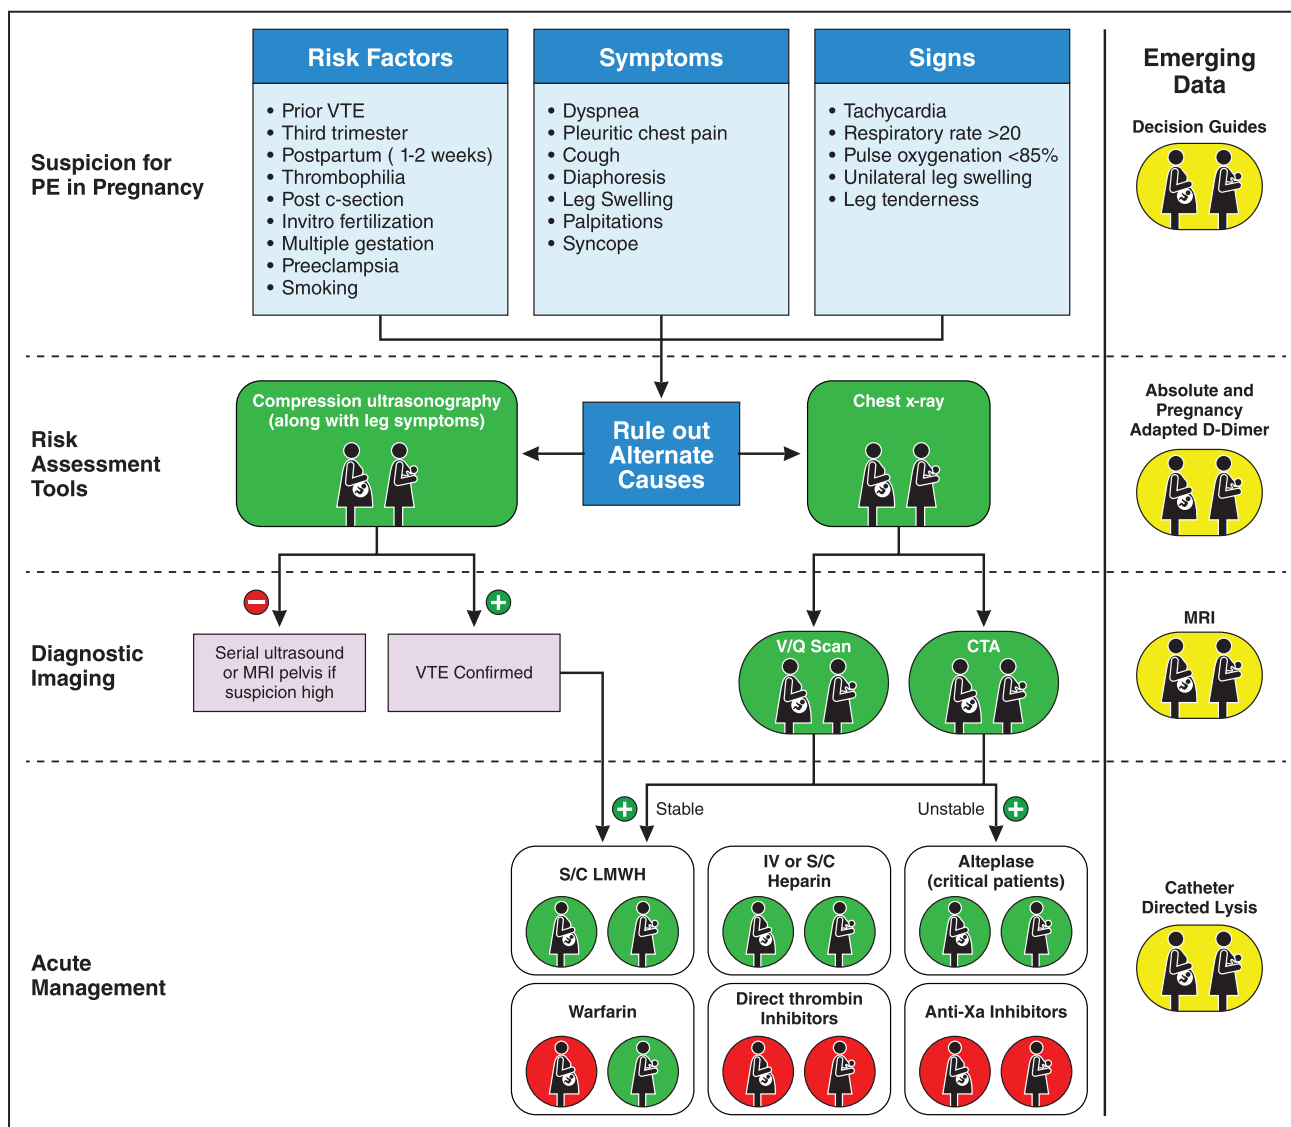 Risk Factors
Symptoms
Signs
Emerging
Data
Suspicion for
PE in Pregnancy
• Prior VTE
• Third trimester
• Postpartum ( 1-2 weeks)
• Thrombophilia
• Post c-section
• Invitro fertilization
• Multiple gestation
• Preeclampsia
• Smoking
• Dyspnea
• Pleuritic chest pain
• Cough
• Diaphoresis
• Leg Swelling
• Palpitations
• Syncope
• Tachycardia
• Respiratory rate >20
• Pulse oxygenation <85%
• Unilateral leg swelling
• Leg tenderness
Decision Guides
Risk
Assessment
Tools
Compression ultrasonography
(along with leg symptoms)
Rule out
Alternate
Causes
Chest x-ray
Absolute and
Pregnancy
Adapted D-Dimer
Diagnostic
Imaging
Serial ultrasound
or MRI pelvis if
suspicion high
VTE Confirmed
V/Q Scan
CTA
MRI
Acute
Management
Stable
Unstable
S/C LMWH
IV or S/C
Heparin
Alteplase
(critical patients)
Warfarin
Direct thrombin
Inhibitors
Anti-Xa Inhibitors
Catheter
Directed Lysis